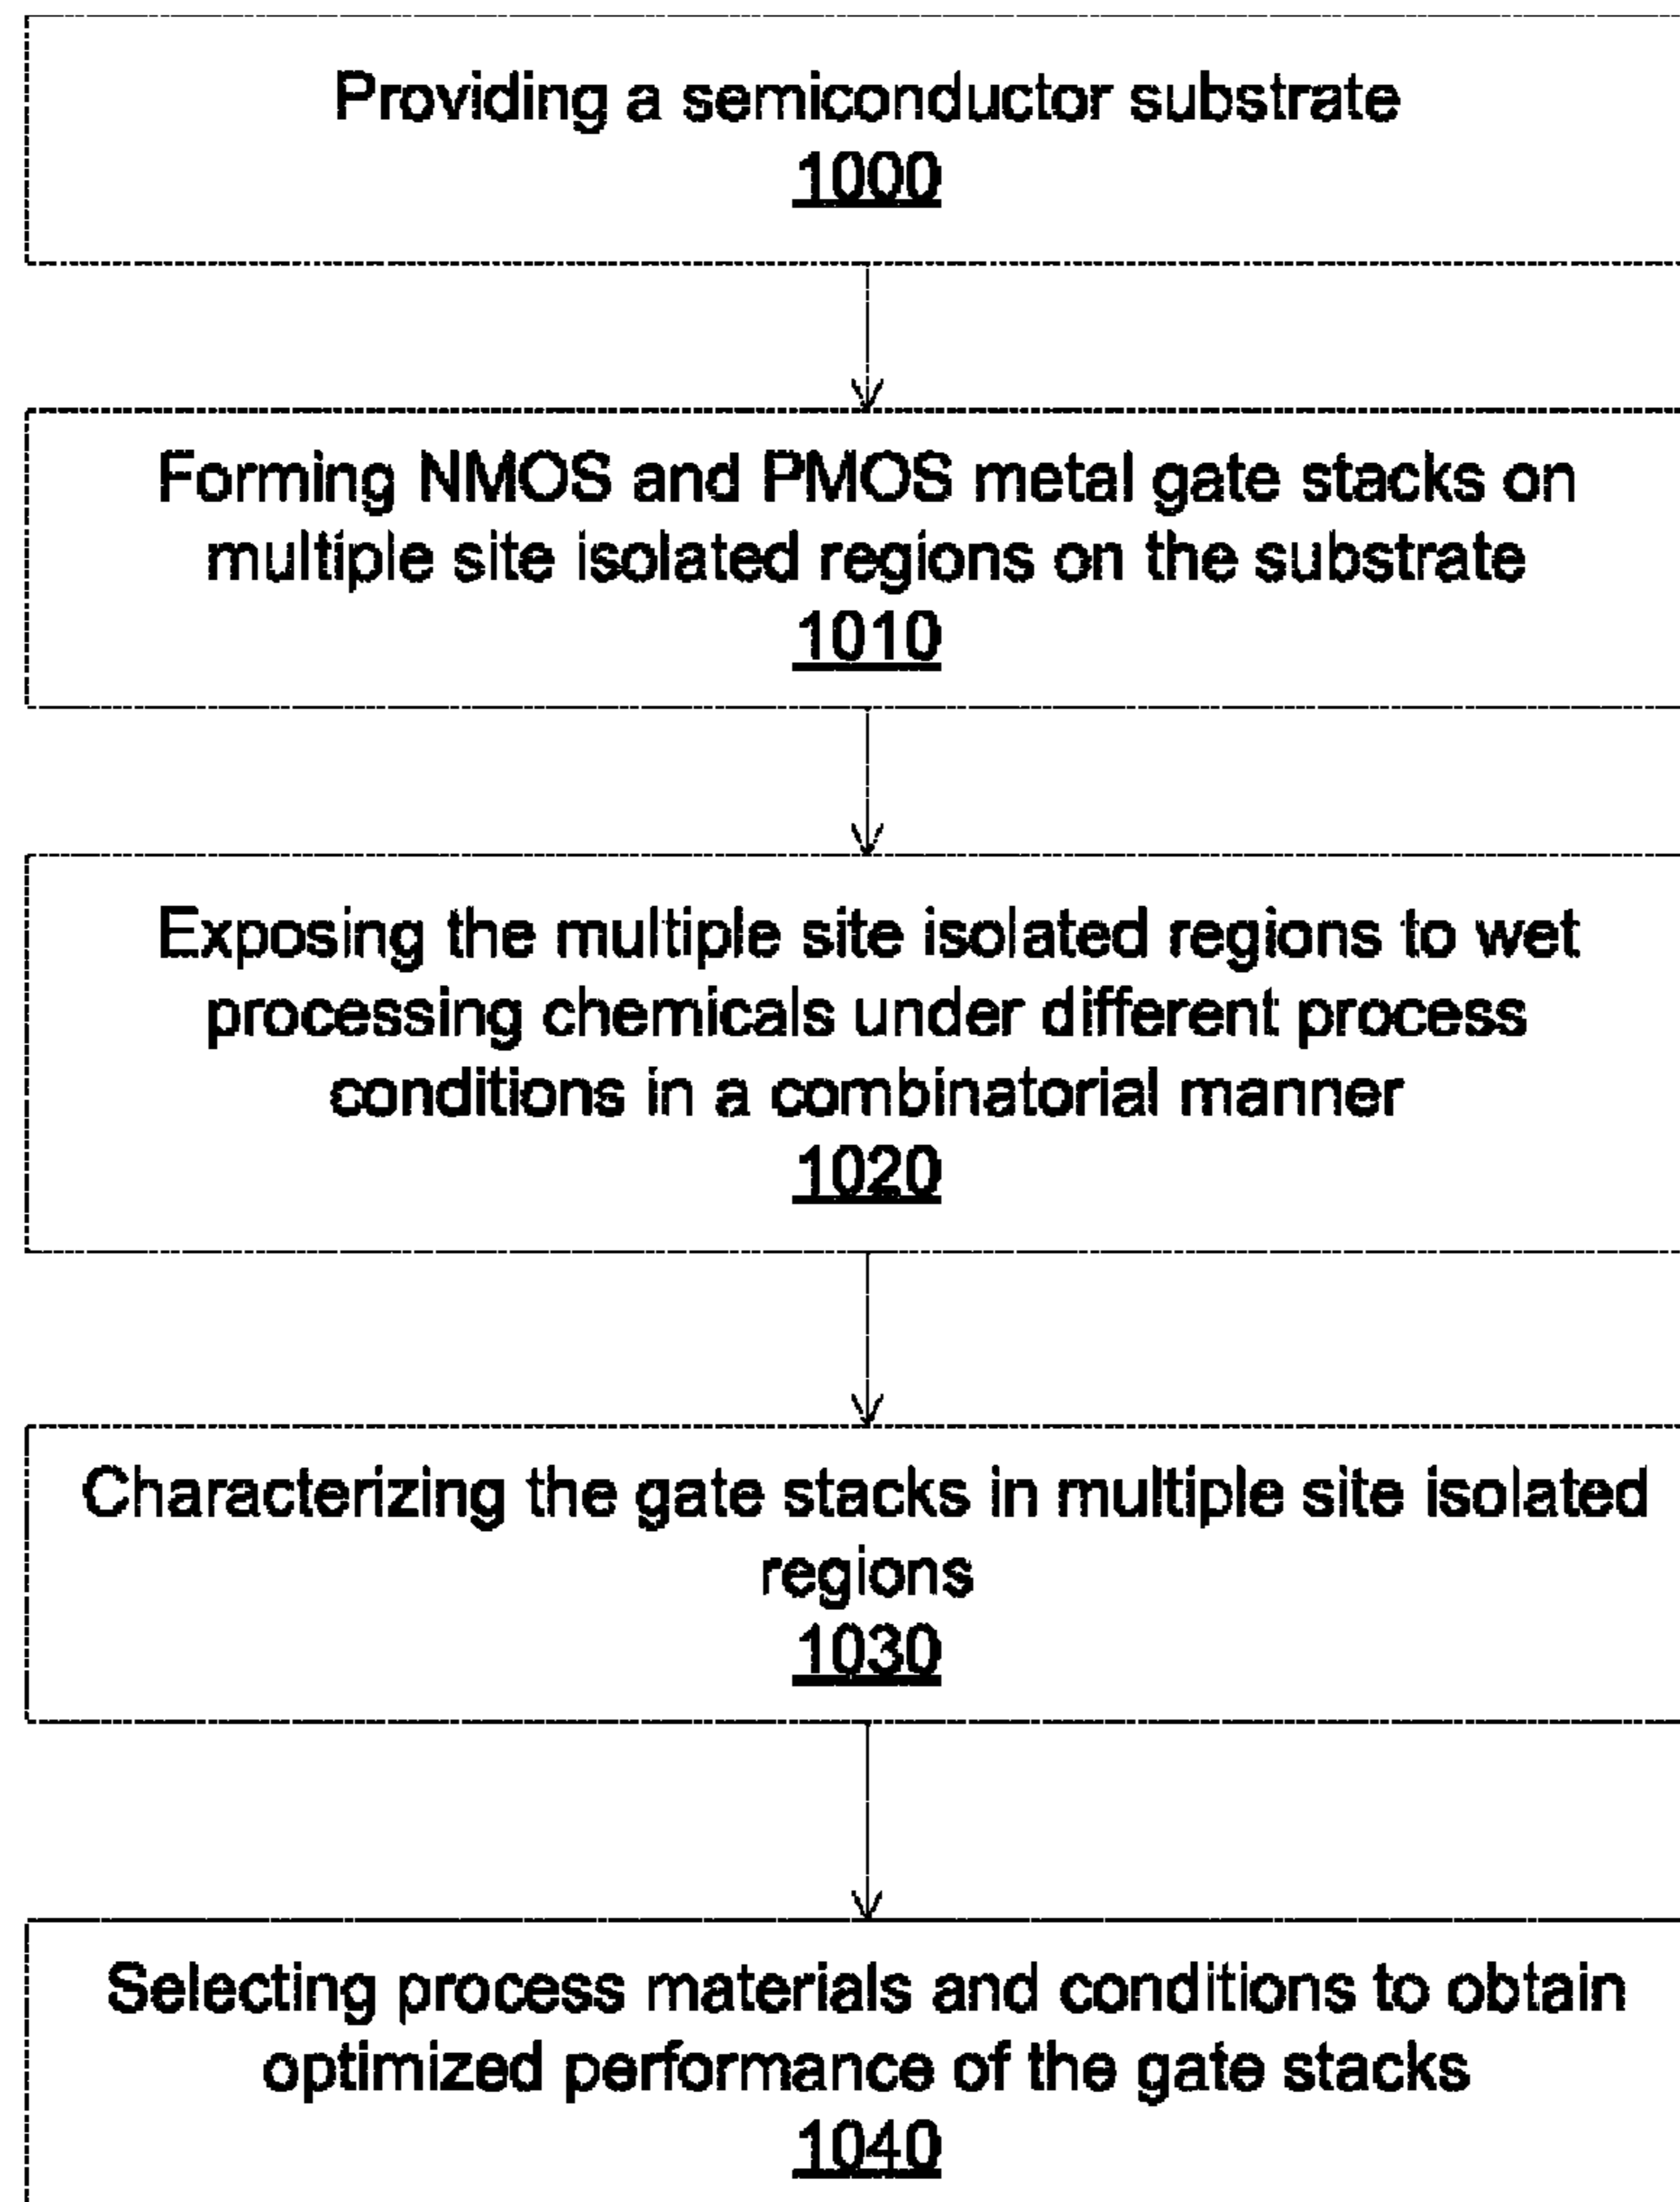 Providing a semiconductor substrate
1000
Forming NMOS and PMOS metal gate stacks on
multiple site isolated regions on the substrate
1010
Exposing the multiple site isolated regions to wet
processing chemicals under different process
conditions in a combinatorial manner
1020
Characterizing the gate stacks in multiple site isolated
regions
1030
Selecting process materials and conditions to obtain
optimized performance of the gate stacks
1040